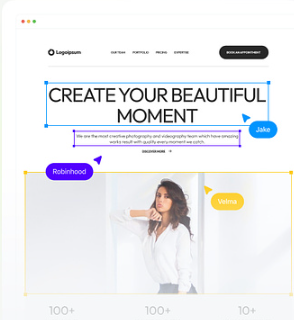 Logoipsum
OUR TEAM PORTFOLIO PRICING EXPERTISE
BOOK AN APPOINTMENT
CREATE YOUR BEAUTIFUL
MOMENT
Jake
We are the most creative photography and videography team which have amazing
works result with quality every moment we catch.
DISCOVER MORE
Robinhood
Velma
100+ 100+ 10+